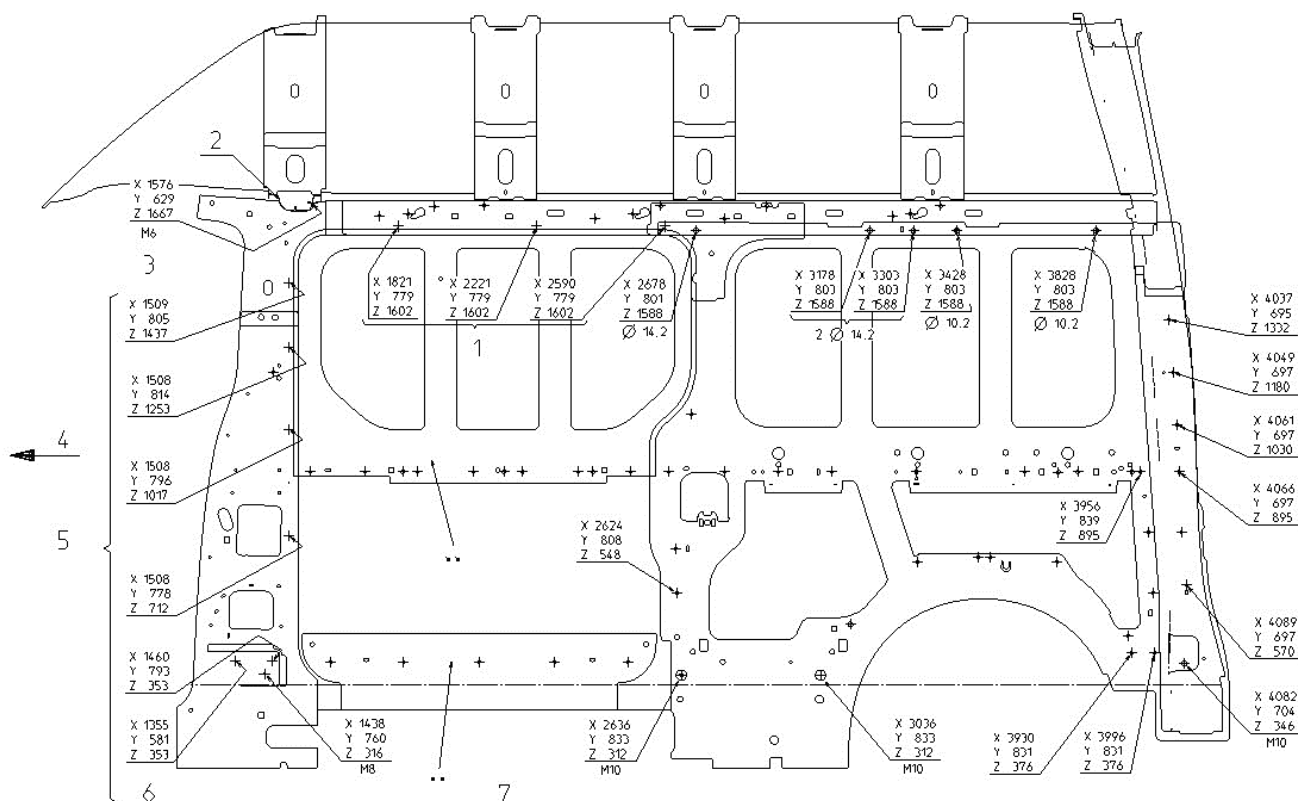 2
X 1576
Y 629
Z 1667
M6
3
X 1509
Y 805
Z 1437
X 1821
Y 779
Z 1602
X 2221
Y 779
Z 1602
X 2590
Y 779
Z 1602
1
X 2678
Y 801
Z 1588
Ø 14.2
X 3178
Y 803
Z 1588
X 3303
Y 803
Z 1588
2 Ø 14.2
X 3428
Y 803
Z 1588
Ø 10.2
X 3828
Y 803
Z 1588
Ø 10.2
X 4037
Y 695
Z 1332
X 4049
Y 697
Z 1180
X 1508
Y 814
Z 1253
4
X 4061
Y 697
Z 1030
X 1508
Y 796
Z 1017
X 4066
Y 697
Z 895
5
X 2624
Y 808
Z 548
X 3956
Y 839
Z 895
X 1508
Y 778
Z 712
X 4089
Y 697
Z 570
X 1460
Y 793
Z 353
X 4082
Y 704
Z 346
M10
X 1355
Y 581
Z 353
X 1438
Y 760
Z 316
M8
X 2636
Y 833
Z 312
M10
X 3036
Y 833
Z 312
M10
X 3930
Y 831
Z 376
X 3996
Y 831
Z 376
6
7